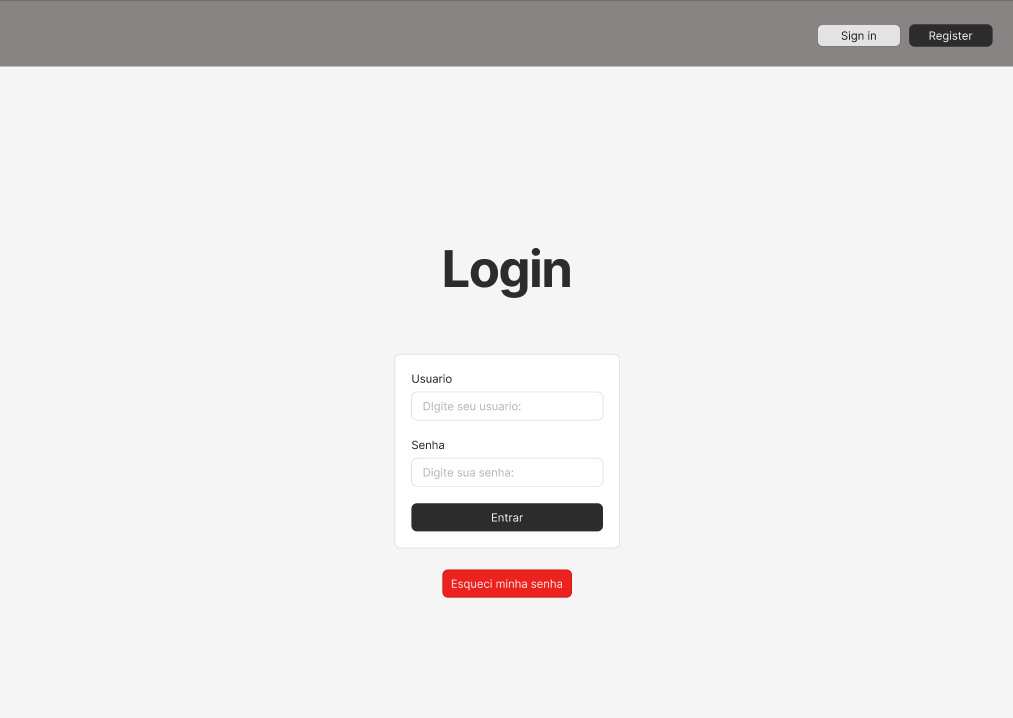 Sign in
Register
Login
Usuario
DIgite seu usuario:
Senha
Digite sua senha:
Entrar
Esqueci minha senha